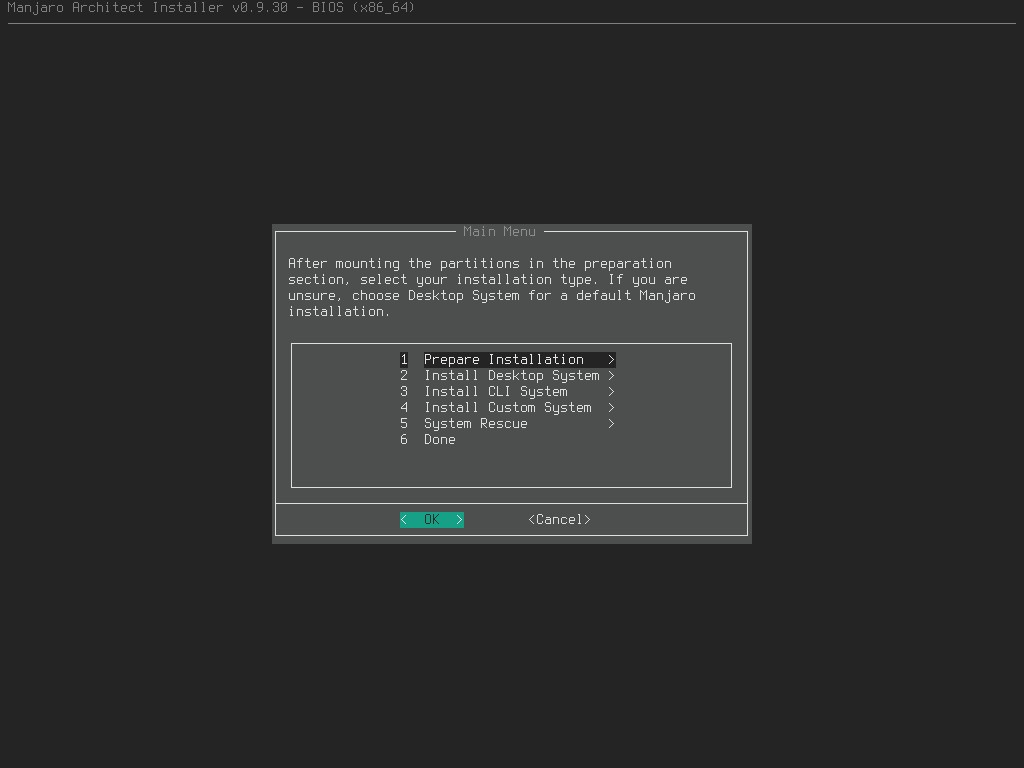 Manjaro Architect Installer v0.9.30 - BIOS (x86_64)
Main Menu
After mounting the partitions in the preparation
section, select your installation type. If you are
unsure, choose Desktop System for a default Manjaro
installation.
1 Prepare Installation >
2 Install Desktop System >
3 Install CLI System >
4 Install Custom System >
5 System Rescue >
6 Done
< OK > <Cancel>